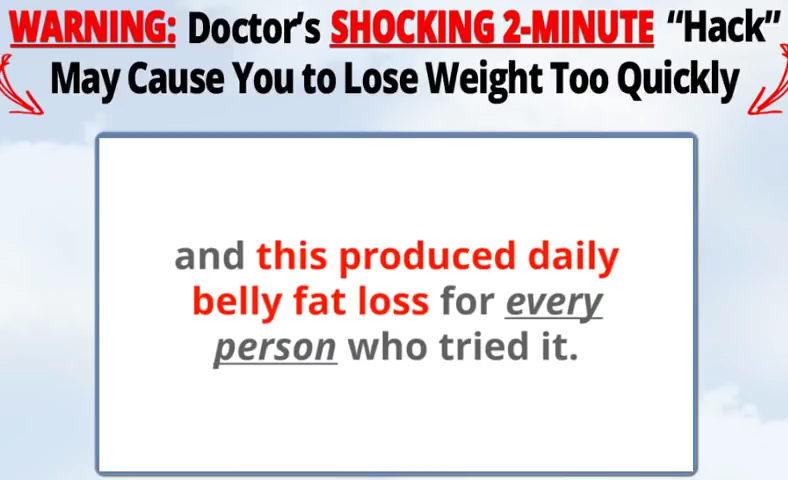 WARNING: Doctor's SHOCKING 2-MINUTE “Hack”
May Cause You to Lose Weight Too Quickly
and this produced daily
belly fat loss for every
person who tried it.